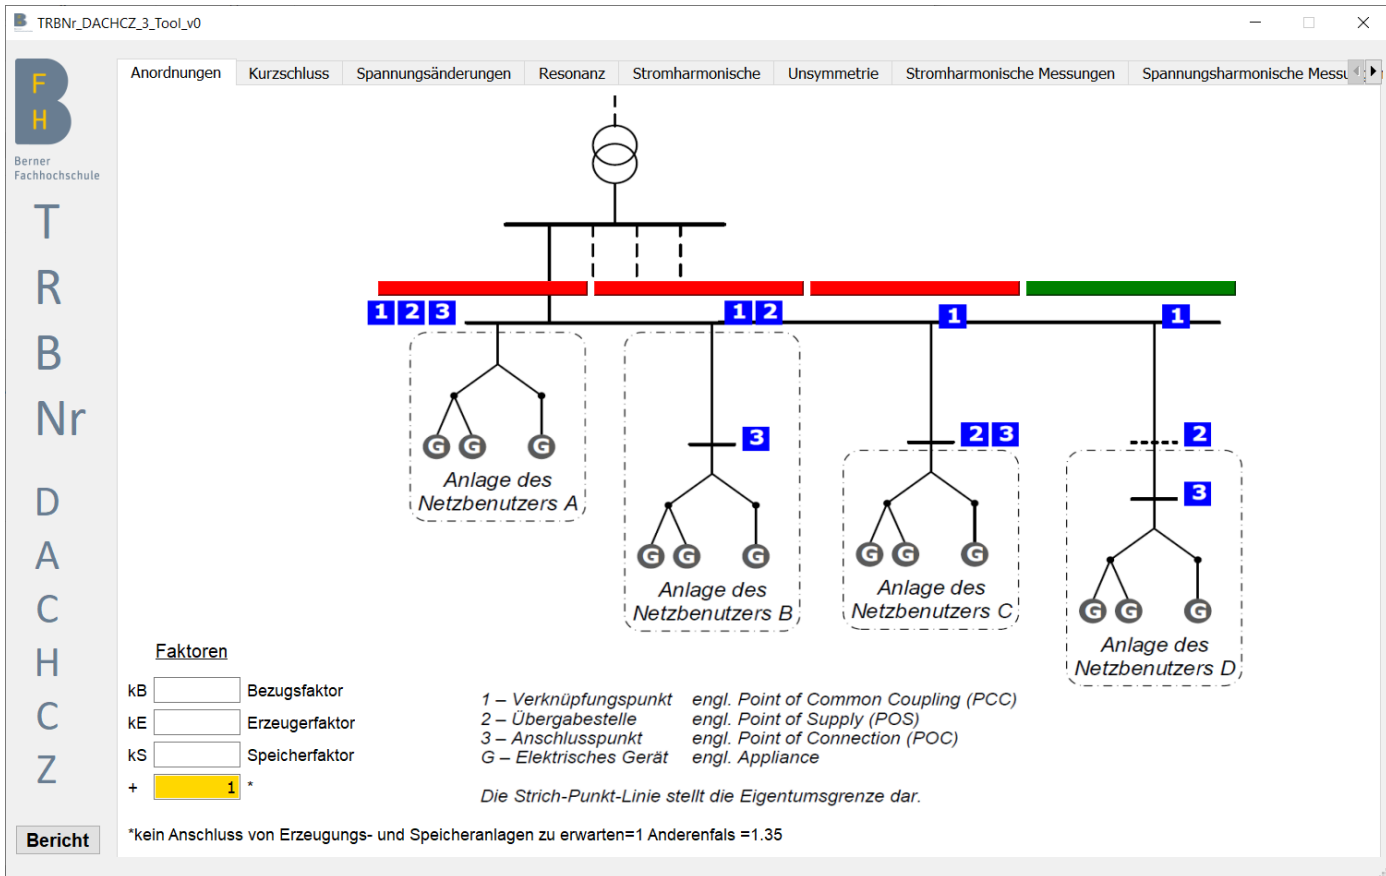 TRBNr_DACHCZ_3_Tool_v0
F
H
Berner
Fachhochschule
T
R
B
Nr
D
A
C
H
C
Z
Bericht
Anordnungen Kurzschluss Spannungsänderungen Resonanz Stromharmonische Unsymmetrie Stromharmonische Messungen Spannungsharmonische Messu
1 2 3 1 2 1 1
3 2 3 2
3
G G G
Anlage des
Netzbenutzers A
G G G
Anlage des
Netzbenutzers B
G G G
Anlage des
Netzbenutzers C
G G G
Anlage des
Netzbenutzers D
Faktoren
kB Bezugsfaktor
kE Erzeugerfaktor
kS Speicherfaktor
+ 1 *
1 – Verknüpfungspunkt engl. Point of Common Coupling (PCC)
2 – Übergabestelle engl. Point of Supply (POS)
3 – Anschlusspunkt engl. Point of Connection (POC)
G – Elektrisches Gerät engl. Appliance
Die Strich-Punkt-Linie stellt die Eigentumsgrenze dar.
*kein Anschluss von Erzeugungs- und Speicheranlagen zu erwarten=1 Anderenfals =1.35